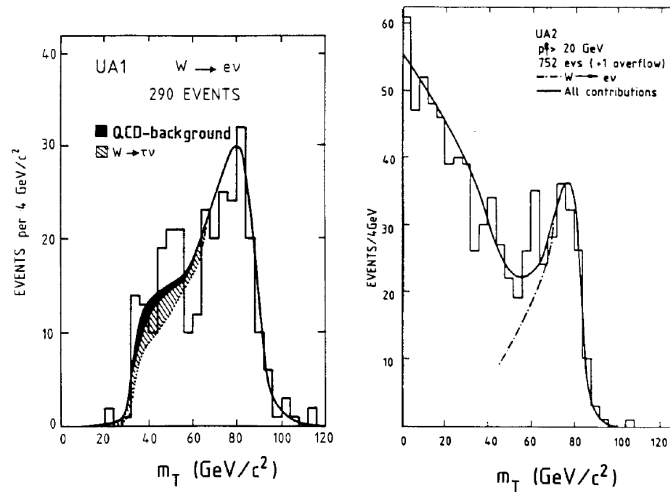 UA1 W → eν
290 EVENTS
QCD-background
W→τν
EVENTS per 4 GeV/c²
40
30
20
10
0
0 20 40 60 80 100 120
m_T (GeV/c²)
UA2
> 20 GeV
752 evs (+1 overflow)
W → eν
All contributions
EVENTS/4GeV
60
50
40
30
20
10
0
0 20 40 60 80 100 120
m_T (GeV/c²)